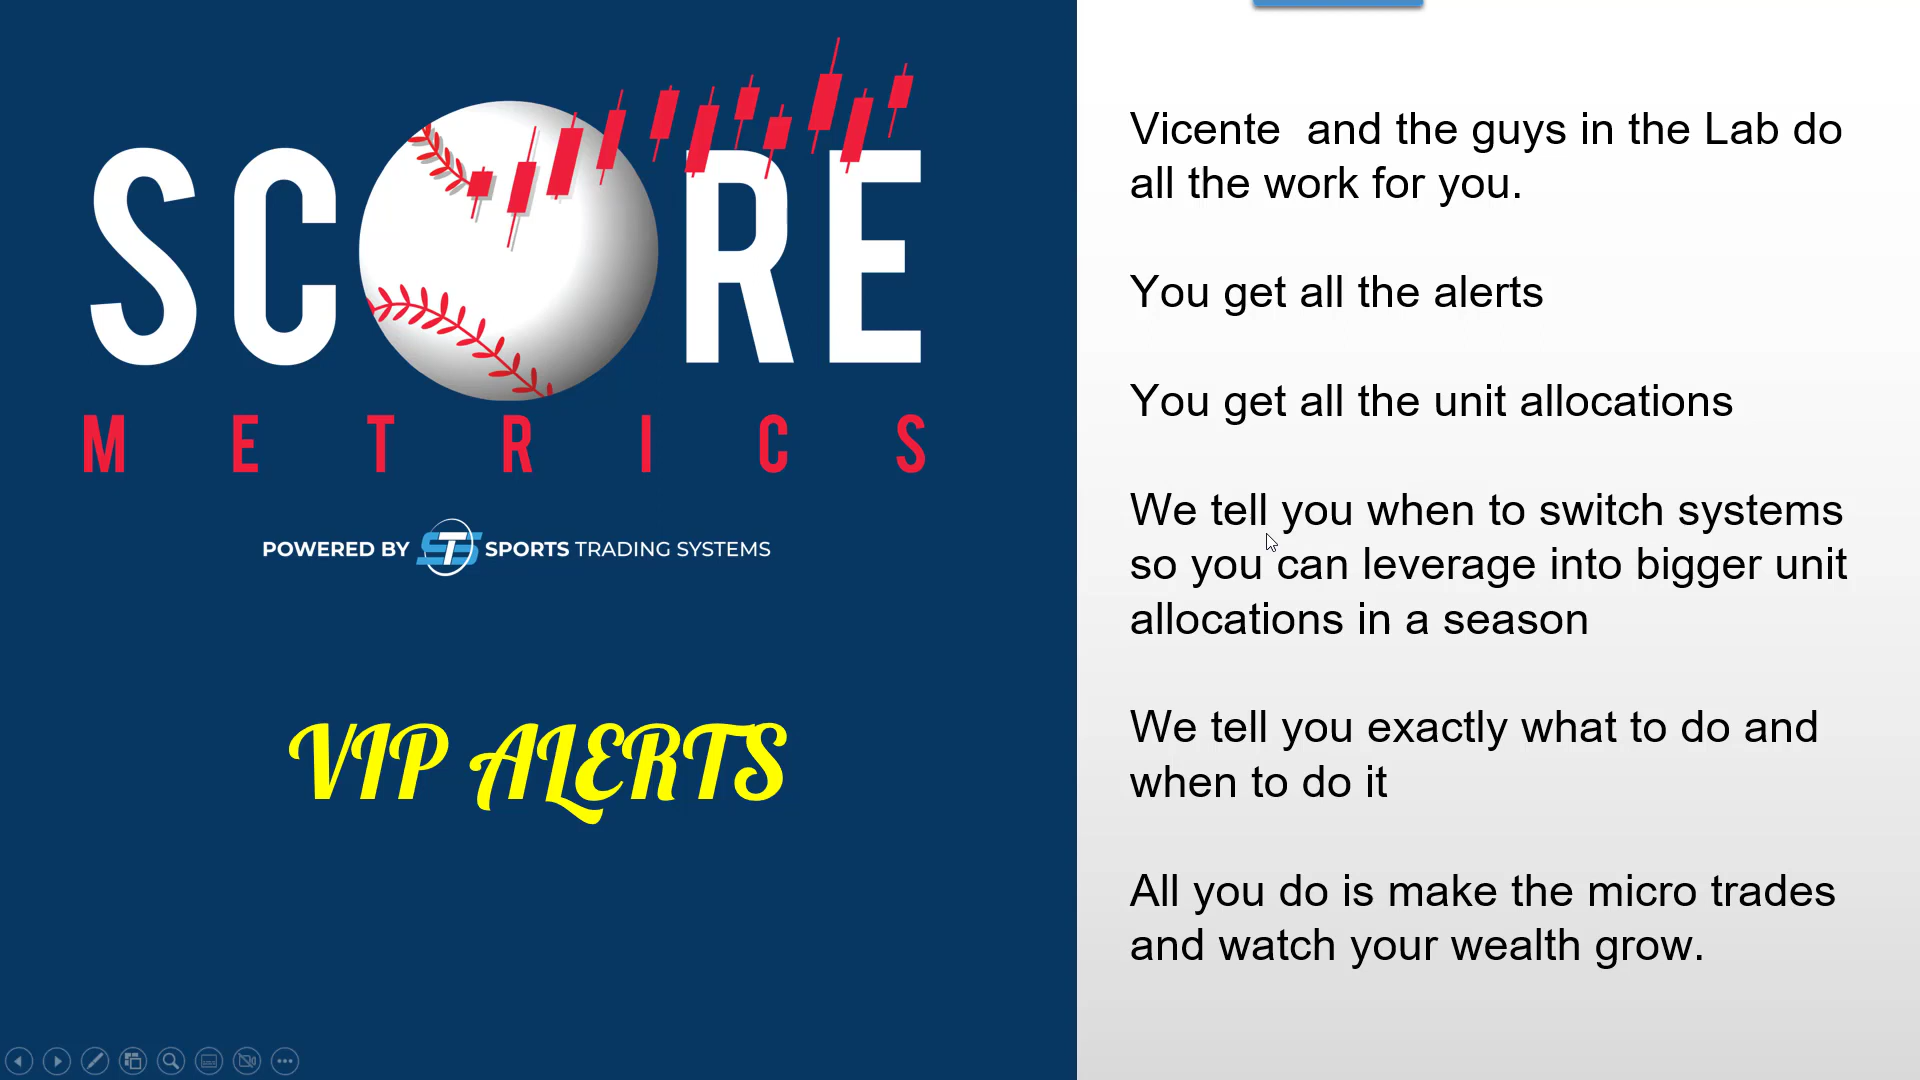 SCORE
METRICS
POWERED BY STS SPORTS TRADING SYSTEMS
VIP ALERTS
Vicente  and the guys in the Lab do
all the work for you.
You get all the alerts
You get all the unit allocations
We tell you when to switch systems
so you can leverage into bigger unit
allocations in a season
We tell you exactly what to do and
when to do it
All you do is make the micro trades
and watch your wealth grow.